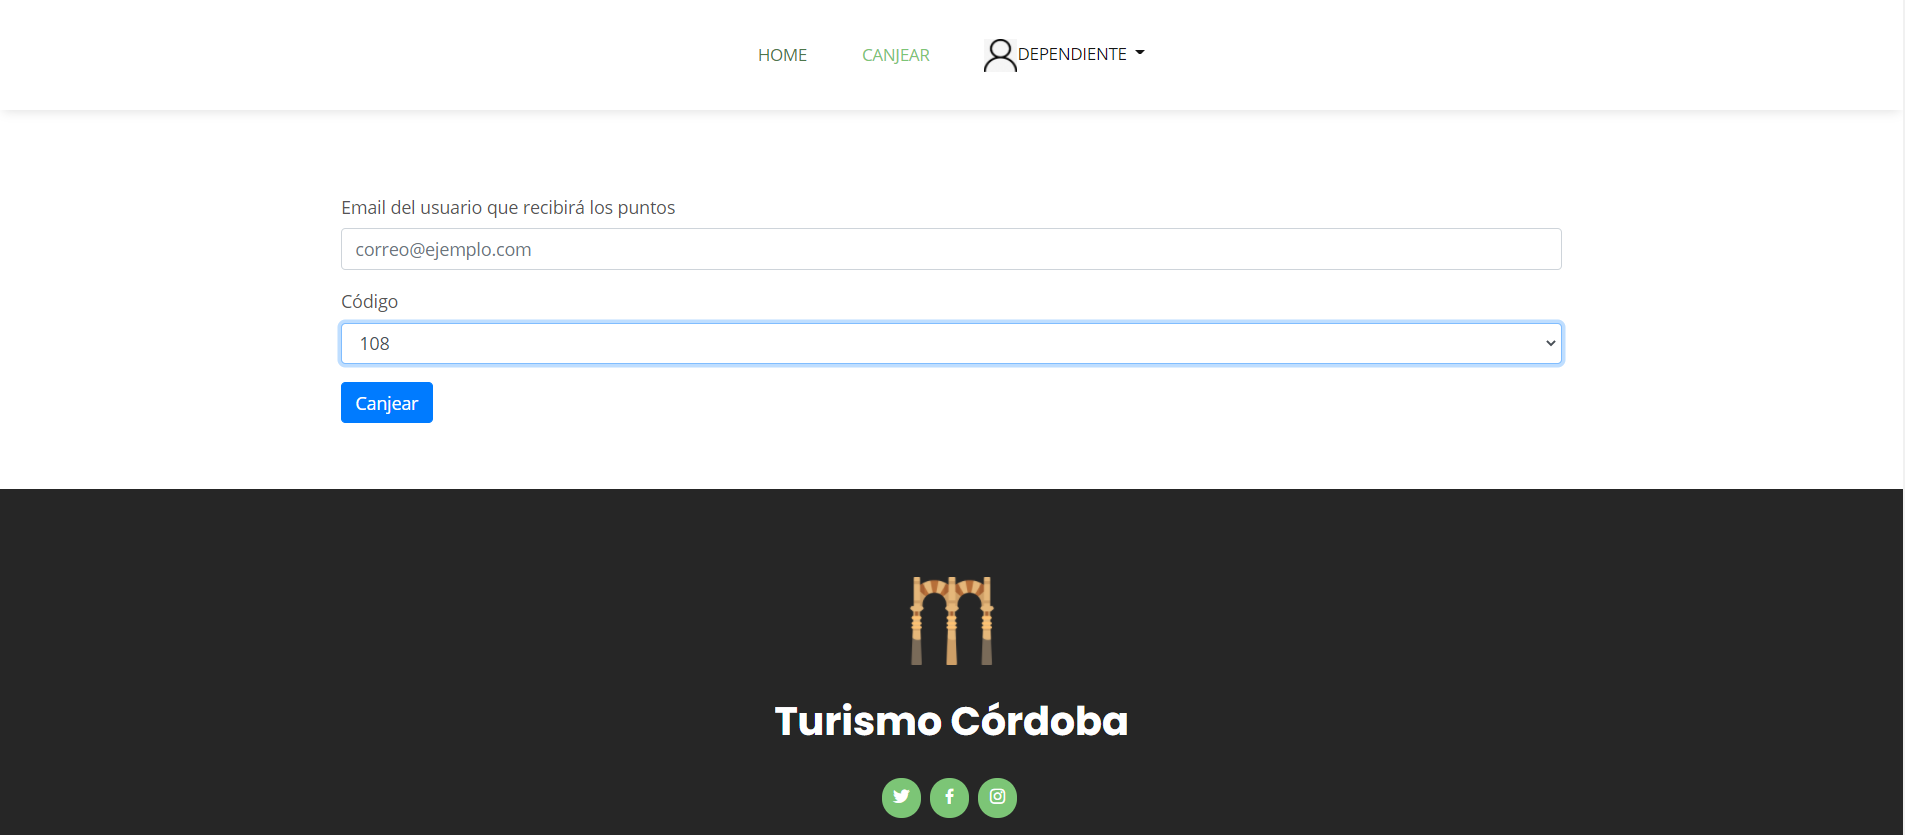 HOME CANJEAR DEPENDIENTE
Email del usuario que recibirá los puntos
correo@ejemplo.com
Código
108
Canjear
Turismo Córdoba